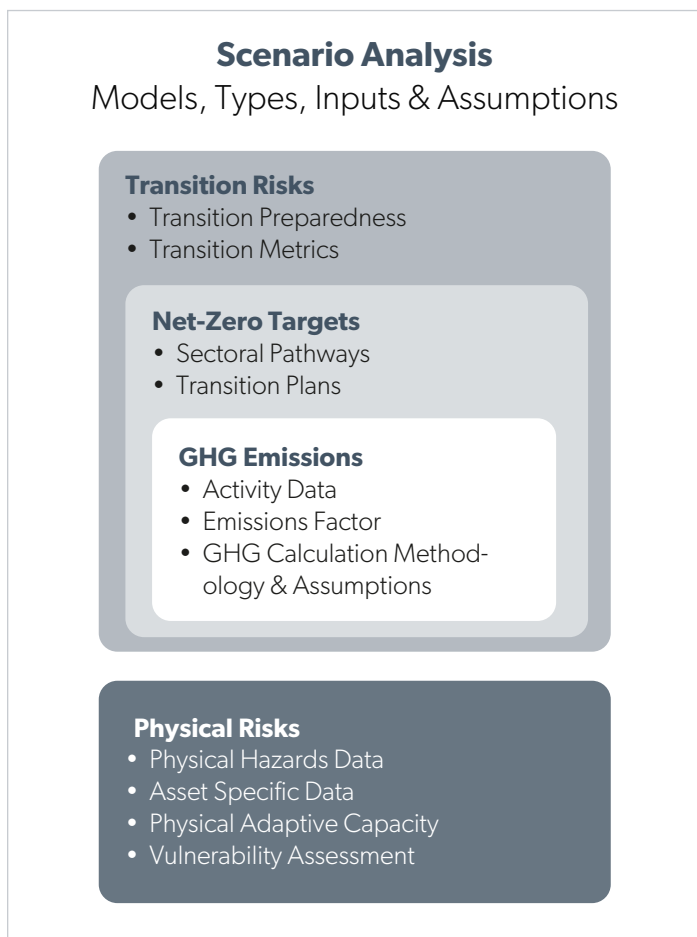 Scenario Analysis
Models, Types, Inputs & Assumptions
Transition Risks
• Transition Preparedness
• Transition Metrics
Net-Zero Targets
• Sectoral Pathways
• Transition Plans
GHG Emissions
• Activity Data
• Emissions Factor
• GHG Calculation Method-
ology & Assumptions
Physical Risks
• Physical Hazards Data
• Asset Specific Data
• Physical Adaptive Capacity
• Vulnerability Assessment